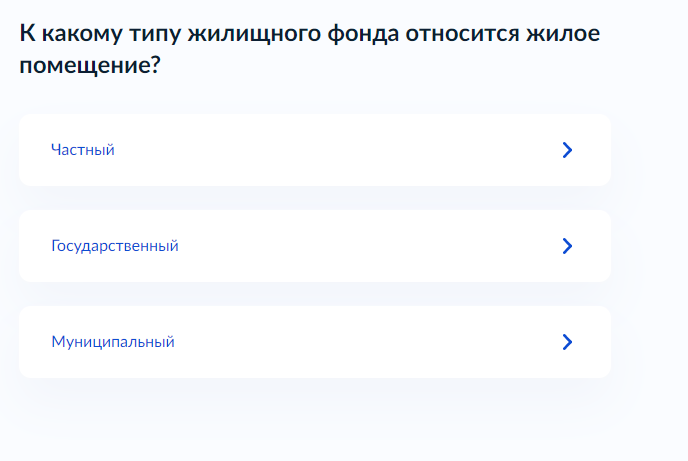 К какому типу жилищного фонда относится жилое
помещение?
Частный
Государственный
Муниципальный